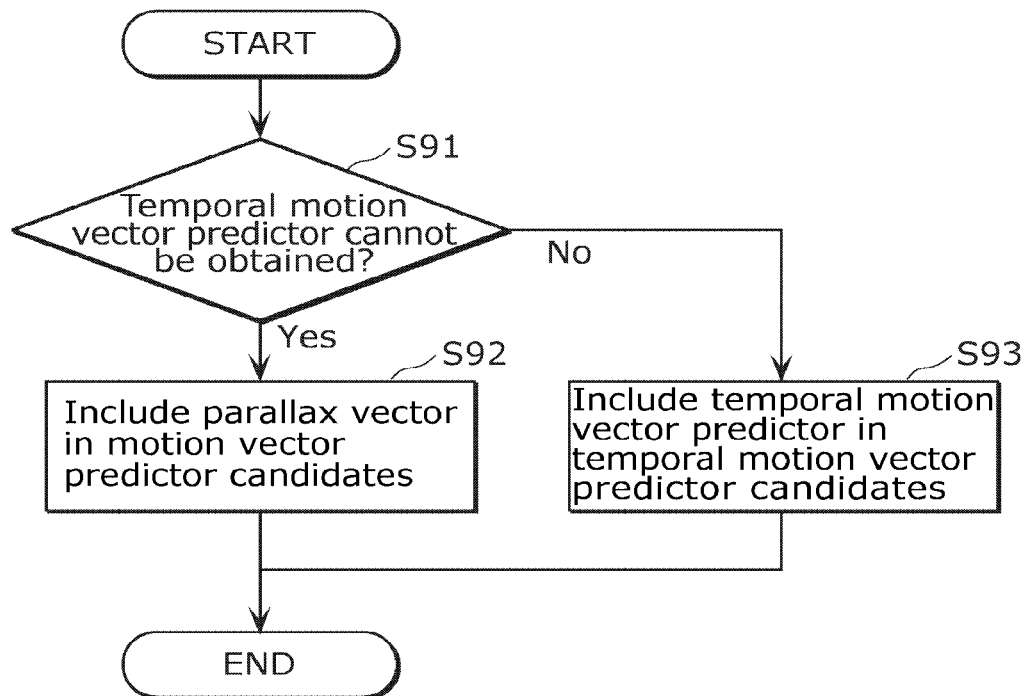 START
S91
Temporal motion
vector predictor cannot
be obtained?
No
Yes
S92
Include parallax vector
in motion vector
predictor candidates
S93
Include temporal motion
vector predictor in
temporal motion vector
predictor candidates
END